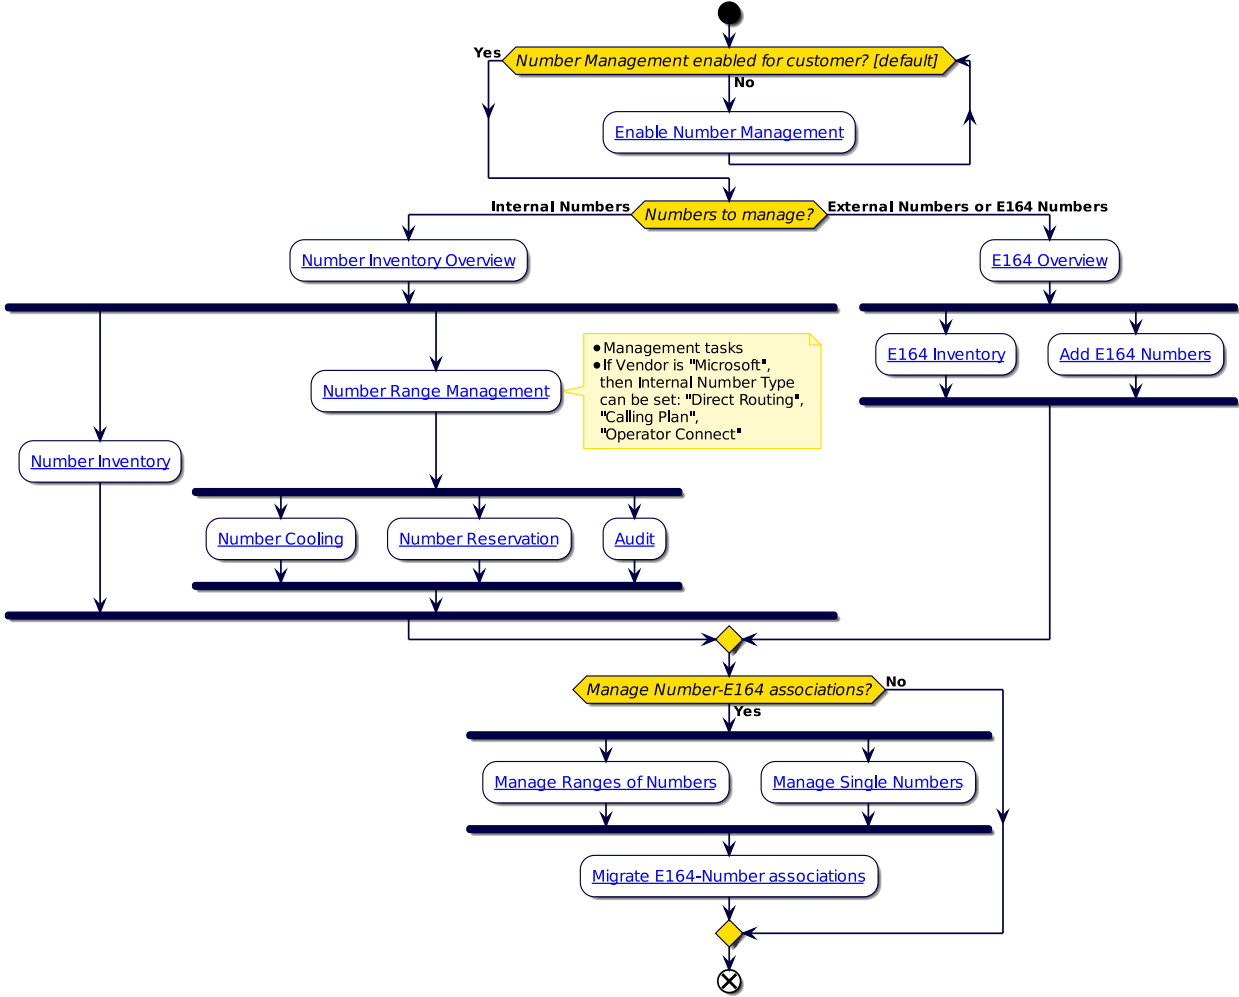 Yes
Number Management enabled for customer? [default]
No
Enable Number Management
Internal Numbers
Numbers to manage?
External Numbers or E164 Numbers
Number Inventory Overview
E164 Overview
• Management tasks
• If Vendor is "Microsoft",
then Internal Number Type
can be set: "Direct Routing",
"Calling Plan",
"Operator Connect"
E164 Inventory
Add E164 Numbers
Number Range Management
Number Inventory
Number Cooling
Number Reservation
Audit
Manage Number-E164 associations?
No
Yes
Manage Ranges of Numbers
Manage Single Numbers
Migrate E164-Number associations